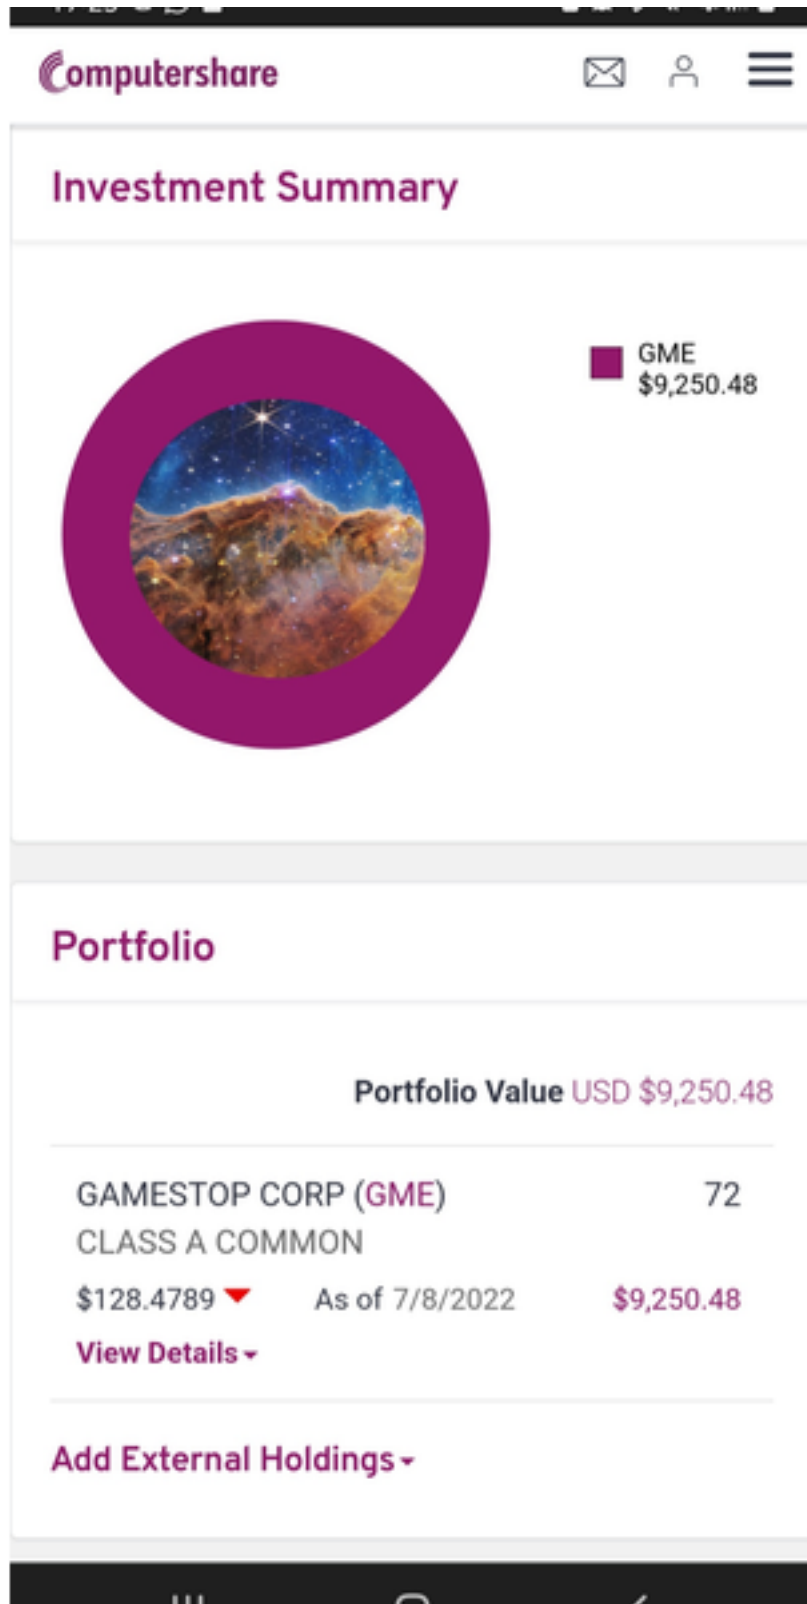 Computershare
Investment Summary
GME
$9,250.48
Portfolio
Portfolio Value USD $9,250.48
GAMESTOP CORP (GME) 72
CLASS A COMMON
$128.4789 As of 7/8/2022 $9,250.48
View Details
Add External Holdings